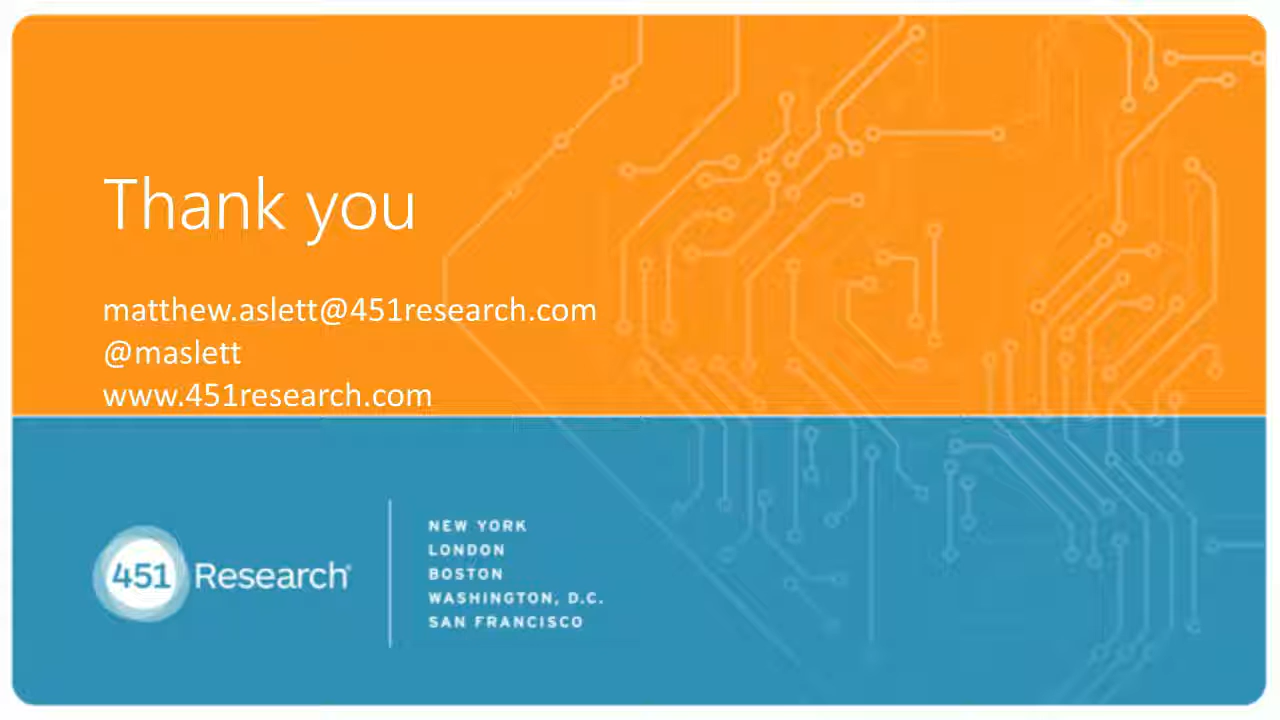 Thank you
matthew.aslett@451research.com
@maslett
www.451research.com
451 Research®
NEW YORK
LONDON
BOSTON
WASHINGTON, D.C.
SAN FRANCISCO